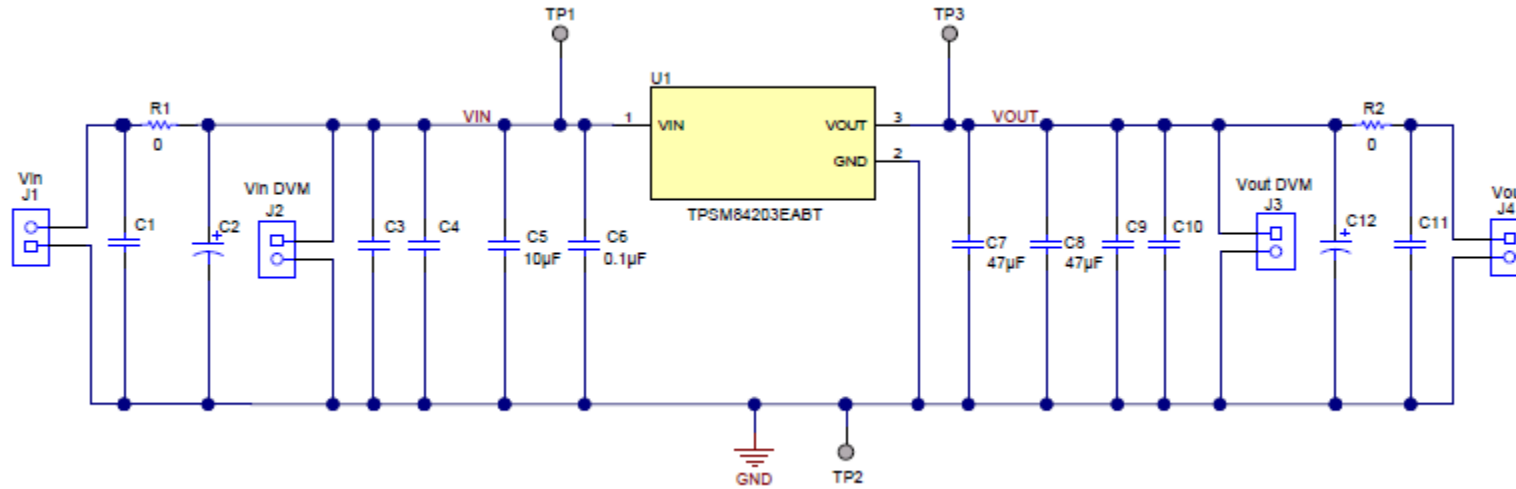 TP1
TP3
U1
R1
0
VIN
1
VIN
VOUT
3
GND
2
VOUT
R2
0
Vin
J1
C1
C2
Vin DVM
J2
C3
C4
C5
10µF
C6
0.1µF
TPSM84203EABT
C7
47µF
C8
47µF
C9
C10
Vout DVM
J3
C12
C11
J4
GND
TP2